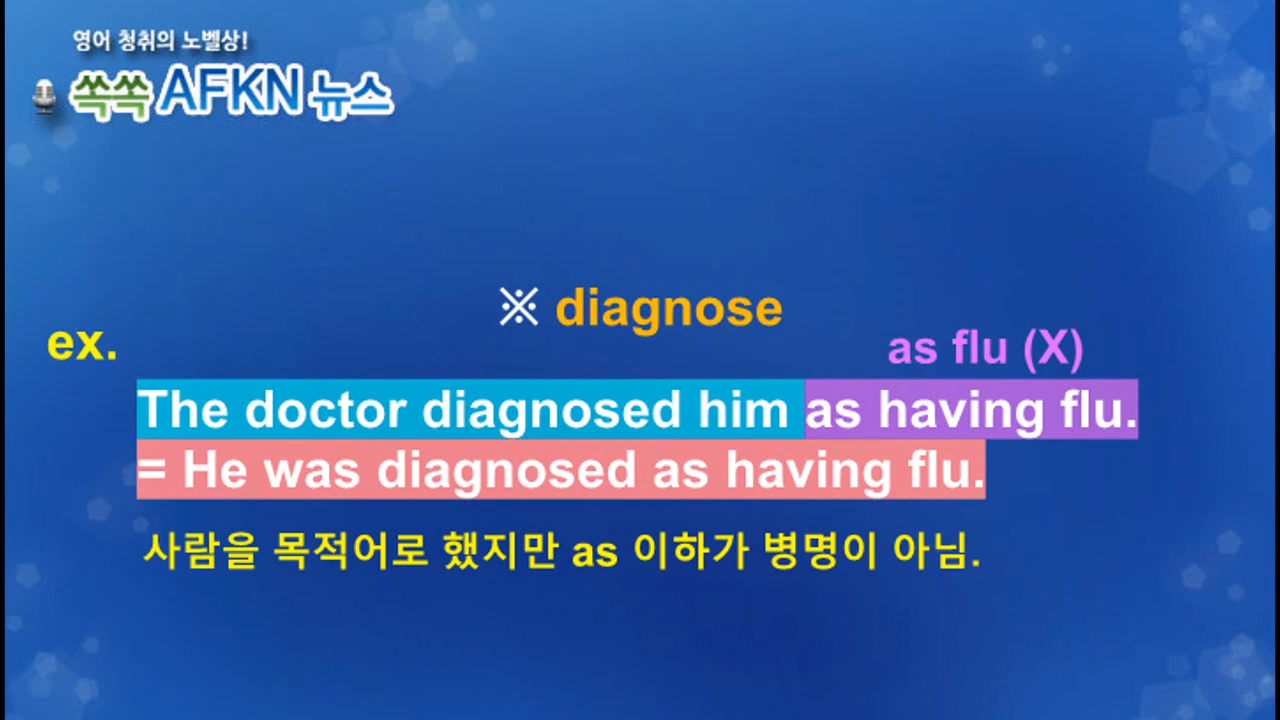 영어 청취의 노벨상!
쏙쏙 AFKN 뉴스
※ diagnose
ex.
as flu (X)
The doctor diagnosed him as having flu.
= He was diagnosed as having flu.
사람을 목적어로 했지만 as 이하가 병명이 아님.